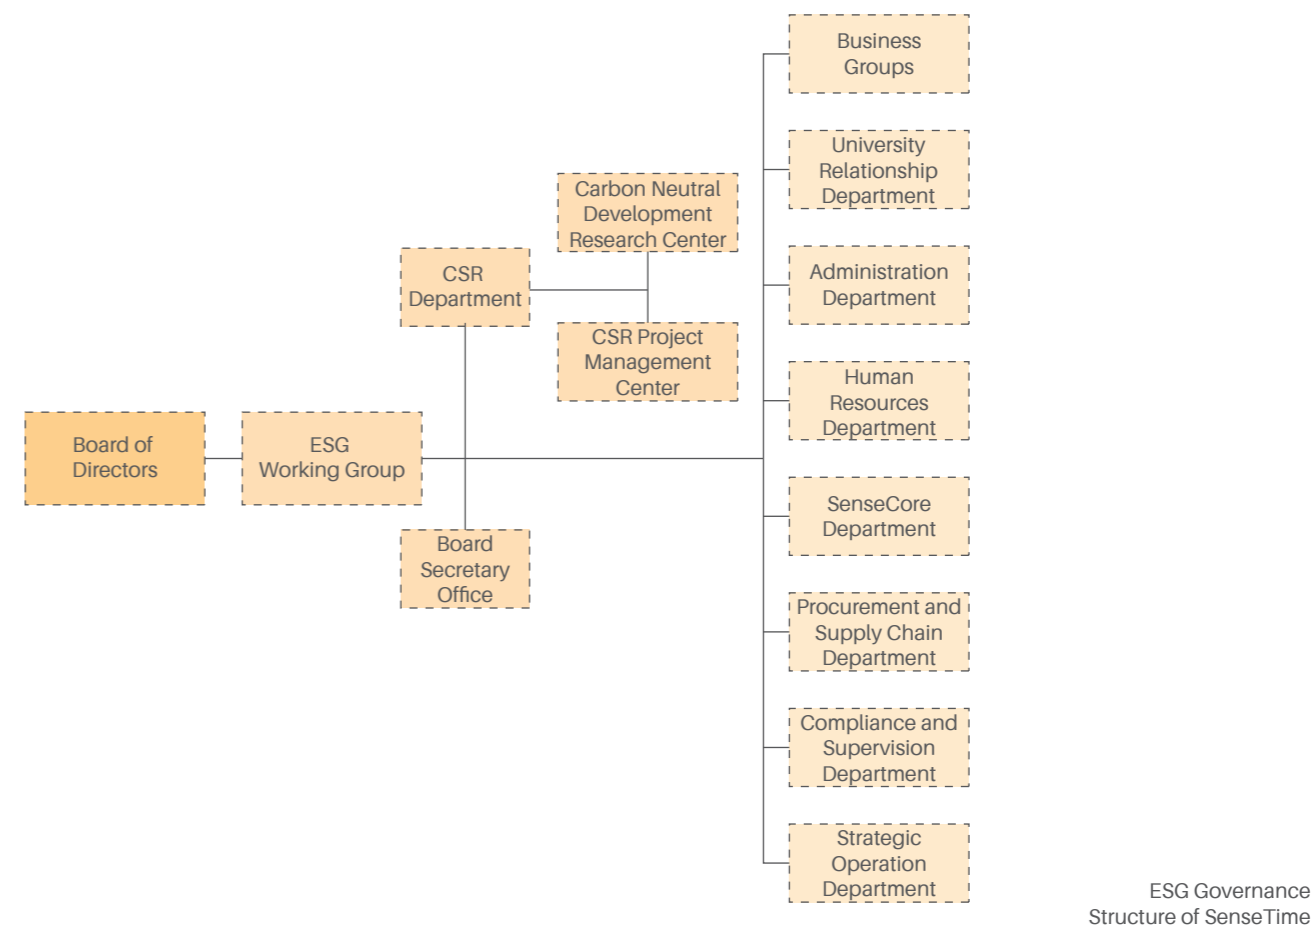 Board of
Directors
ESG
Working Group
CSR
Department
Board
Secretary
Office
Carbon Neutral
Development
Research Center
CSR Project
Management
Center
Business
Groups
University
Relationship
Department
Administration
Department
Human
Resources
Department
SenseCore
Department
Procurement and
Supply Chain
Department
Compliance and
Supervision
Department
Strategic
Operation
Department
ESG Governance
Structure of SenseTime